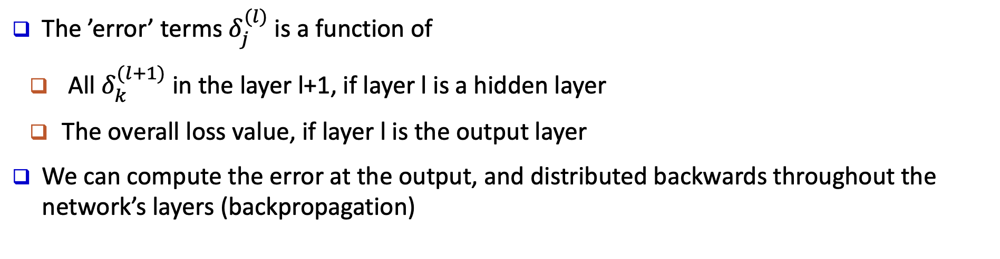 ❑ The ’error’ terms δ_j^(l) is a function of
❑ All δ_k^(l+1) in the layer l+1, if layer l is a hidden layer
❑ The overall loss value, if layer l is the output layer
❑ We can compute the error at the output, and distributed backwards throughout the
network’s layers (backpropagation)